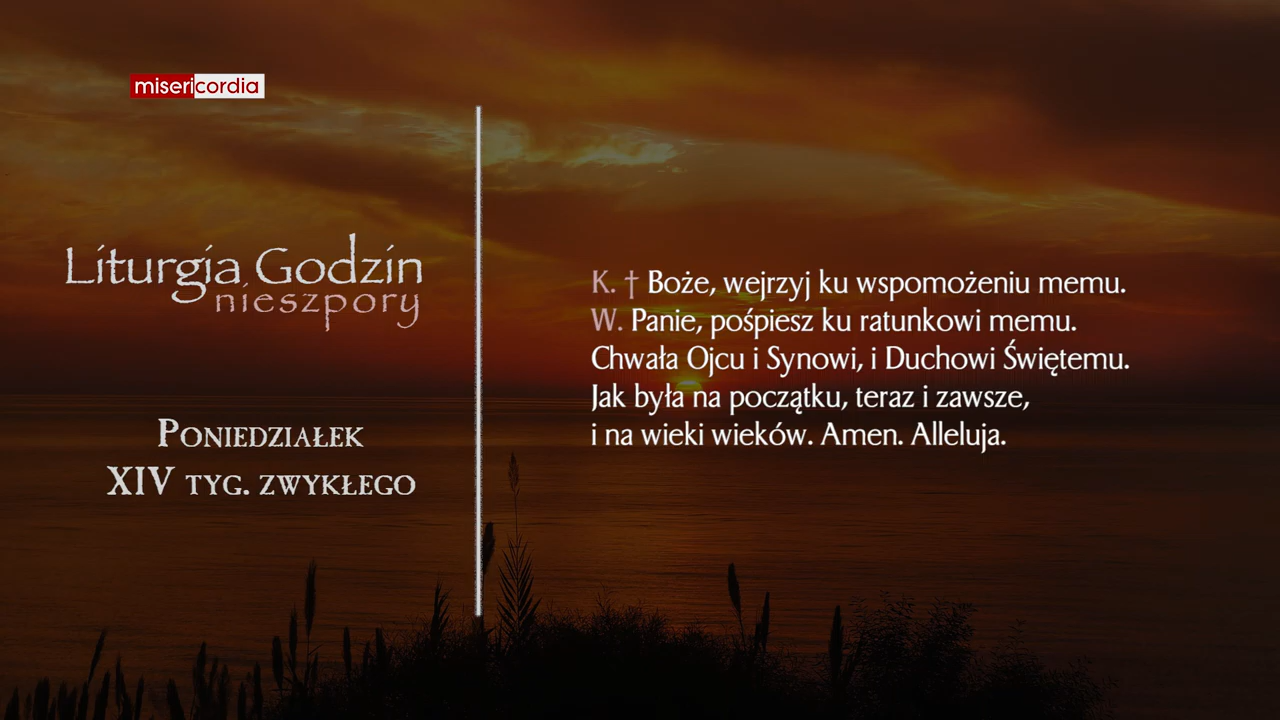 misericordia
Liturgia Godzin
nieszpory
Poniedziałek
XIV tyg. zwykłego
K. † Boże, wejrzyj ku wspomożeniu memu.
W. Panie, pośpiesz ku ratunkowi memu.
Chwała Ojcu i Synowi, i Duchowi Świętemu.
Jak była na początku, teraz i zawsze,
i na wieki wieków. Amen. Alleluja.